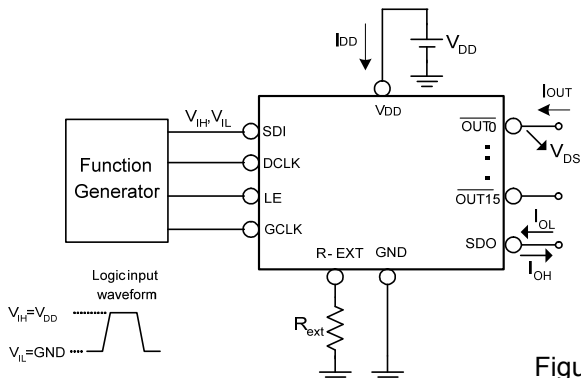 IDD
VDD
VDD
IOUT
VIH,VIL
SDI
OUT0
VDS
Function
Generator
DCLK
LE
OUT15
IOL
GCLK
SDO
R-EXT
GND
IOH
Logic input
waveform
VIH=VDD
Rext
VIL=GND
Figu